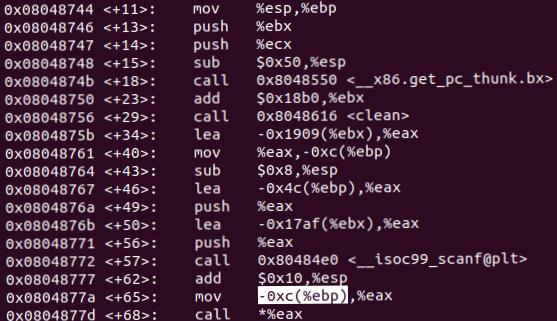 0x08048744 <+11>: mov %esp,%ebp
0x08048746 <+13>: push %ebx
0x08048747 <+14>: push %ecx
0x08048748 <+15>: sub $0x50,%esp
0x0804874b <+18>: call 0x8048550 <__x86.get_pc_thunk.bx>
0x08048750 <+23>: add $0x18b0,%ebx
0x08048756 <+29>: call 0x8048616 <clean>
0x0804875b <+34>: lea -0x1909(%ebx),%eax
0x08048761 <+40>: mov %eax,-0xc(%ebp)
0x08048764 <+43>: sub $0x8,%esp
0x08048767 <+46>: lea -0x4c(%ebp),%eax
0x0804876a <+49>: push %eax
0x0804876b <+50>: lea -0x17af(%ebx),%eax
0x08048771 <+56>: push %eax
0x08048772 <+57>: call 0x80484e0 <__isoc99_scanf@plt>
0x08048777 <+62>: add $0x10,%esp
0x0804877a <+65>: mov -0xc(%ebp),%eax
0x0804877d <+68>: call *%eax